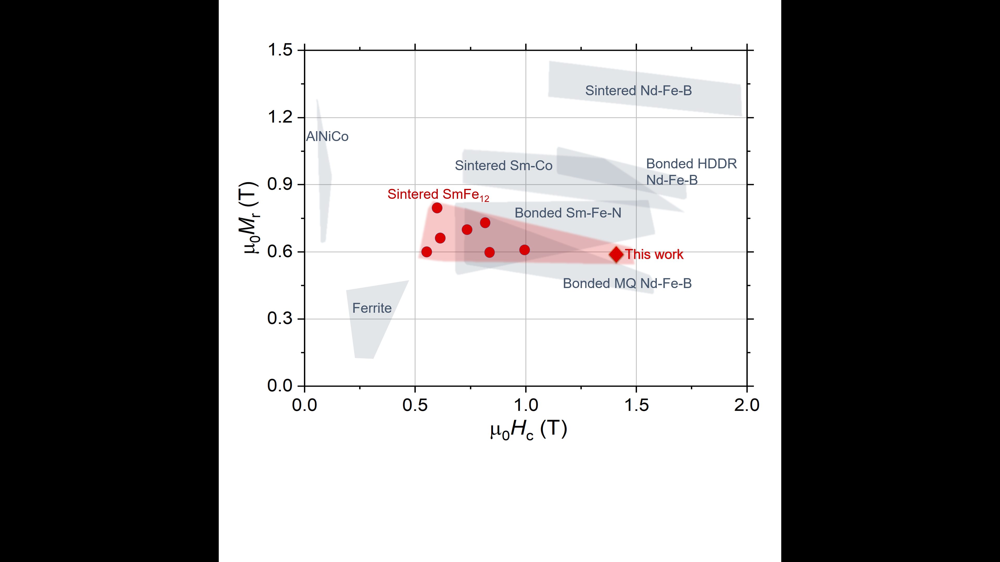 1.5
Sintered Nd-Fe-B
1.2
AlNiCo
Sintered Sm-Co
Bonded HDDR
Nd-Fe-B
0.9
Sintered SmFe₁₂
Bonded Sm-Fe-N
μ₀Mᵣ (T)
0.6
This work
Bonded MQ Nd-Fe-B
Ferrite
0.3
0.0
0.0 0.5 1.0 1.5 2.0
μ₀H_c (T)